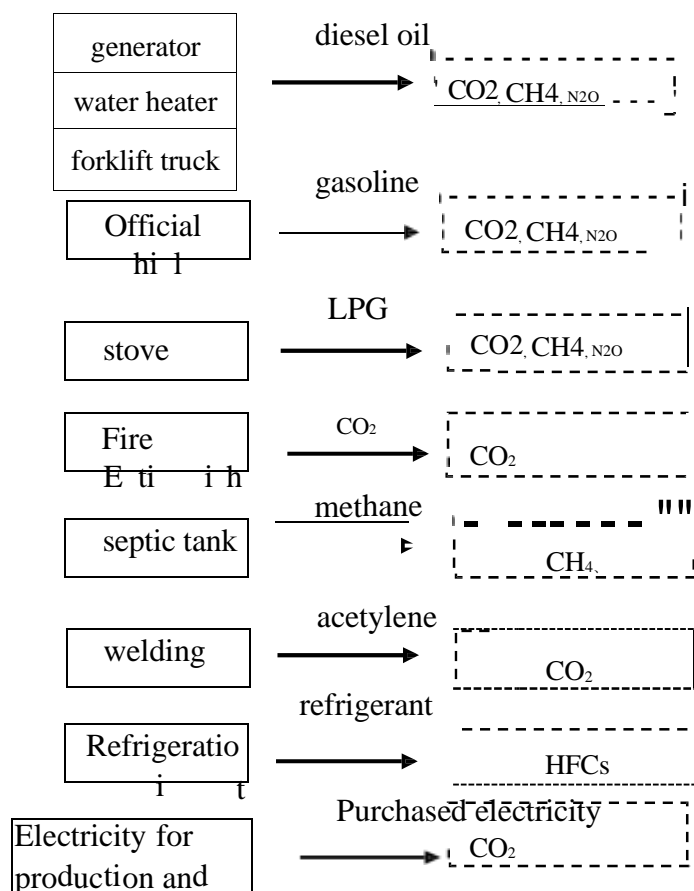 generator
diesel oil
water heater
CO2, CH4, N2O
forklift truck
gasoline
Official
CO2, CH4, N2O
LPG
stove
CO2, CH4, N2O
Fire
CO2
CO2
methane
septic tank
CH4、
acetylene
welding
CO2
refrigerant
Refrigeratio
HFCs
Purchased electricity
Electricity for
production and
CO2